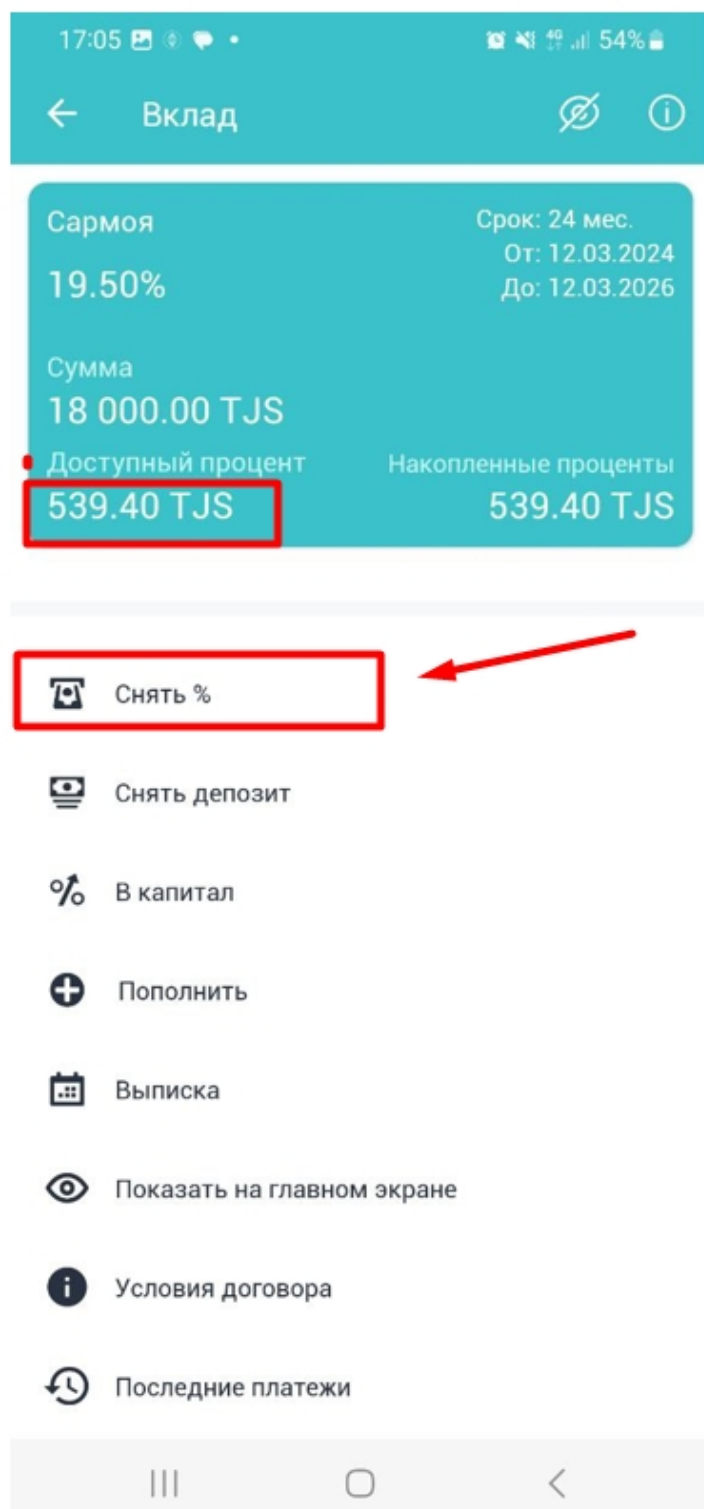 17:05 4G 54%
Вклад
Сармоя
Срок: 24 мес.
От: 12.03.2024
19.50%
До: 12.03.2026
Сумма
18 000.00 TJS
Доступный процент Накопленные проценты
539.40 TJS 539.40 TJS
Снять %
Снять депозит
В капитал
Пополнить
Выписка
Показать на главном экране
Условия договора
Последние платежи